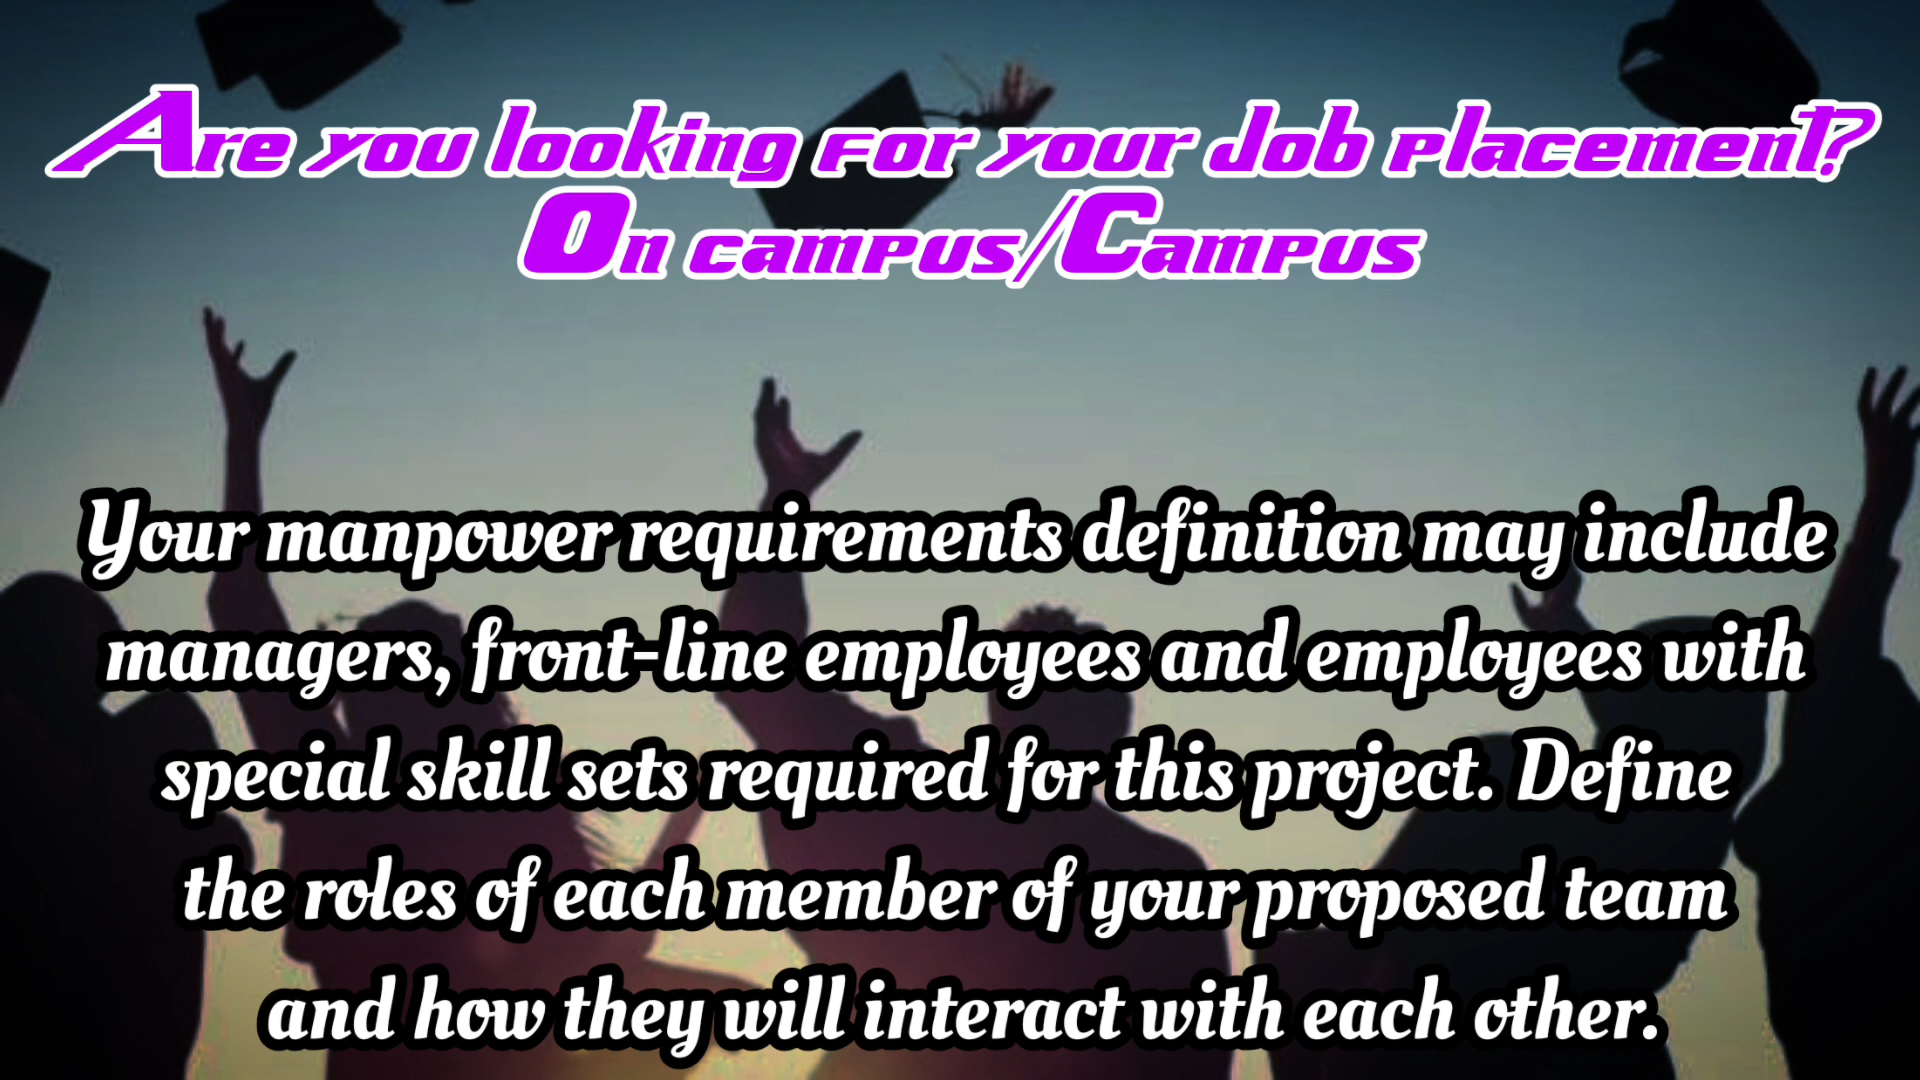 Are you looking for your Job placement?
On campus/Campus
Your manpower requirements definition may include
managers, front-line employees and employees with
special skill sets required for this project. Define
the roles of each member of your proposed team
and how they will interact with each other.